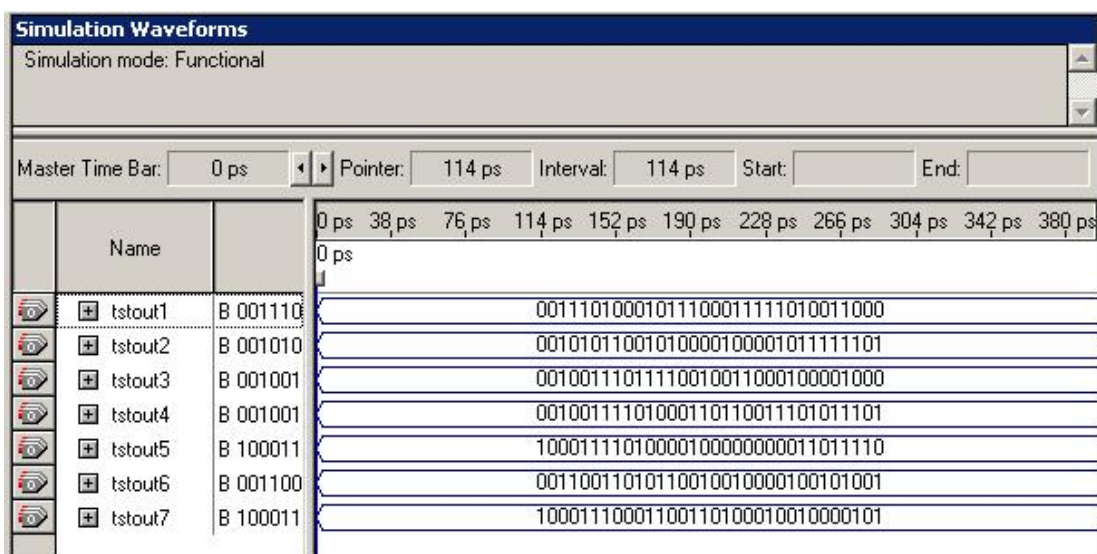 Simulation Waveforms
Simulation mode: Functional
Master Time Bar: 0 ps Pointer: 114 ps Interval: 114 ps Start: End:
Name 0 ps 38 ps 76 ps 114 ps 152 ps 190 ps 228 ps 266 ps 304 ps 342 ps 380 ps
0 ps
tstout1 B 001110 00111010001011100011111010011000
tstout2 B 001010 00101011001010000100001011111101
tstout3 B 001001 00100111011110010011000100001000
tstout4 B 001001 00100111101000110110011101011101
tstout5 B 100011 10001111010000100000000011011110
tstout6 B 001100 00110011010110010010000100101001
tstout7 B 100011 10001110001100110100010010000101